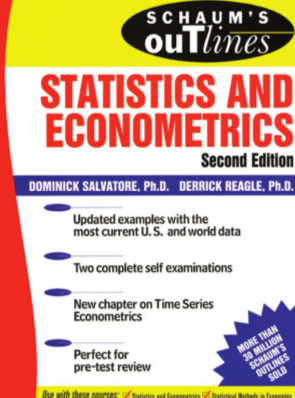 SCHAUM'S
ouTlines
STATISTICS AND
ECONOMETRICS
Second Edition
DOMINICK SALVATORE, Ph.D. DERRICK REAGLE, Ph.D.
Updated examples with the
most current U. S. and world data
Two complete self examinations
New chapter on Time Series
Econometrics
Perfect for
pre-test review
MORE THAN
30 MILLION
SCHAUM'S
OUTLINES
SOLD
Use with these courses: Statistics and Econometrics Statistical Methods in Economics